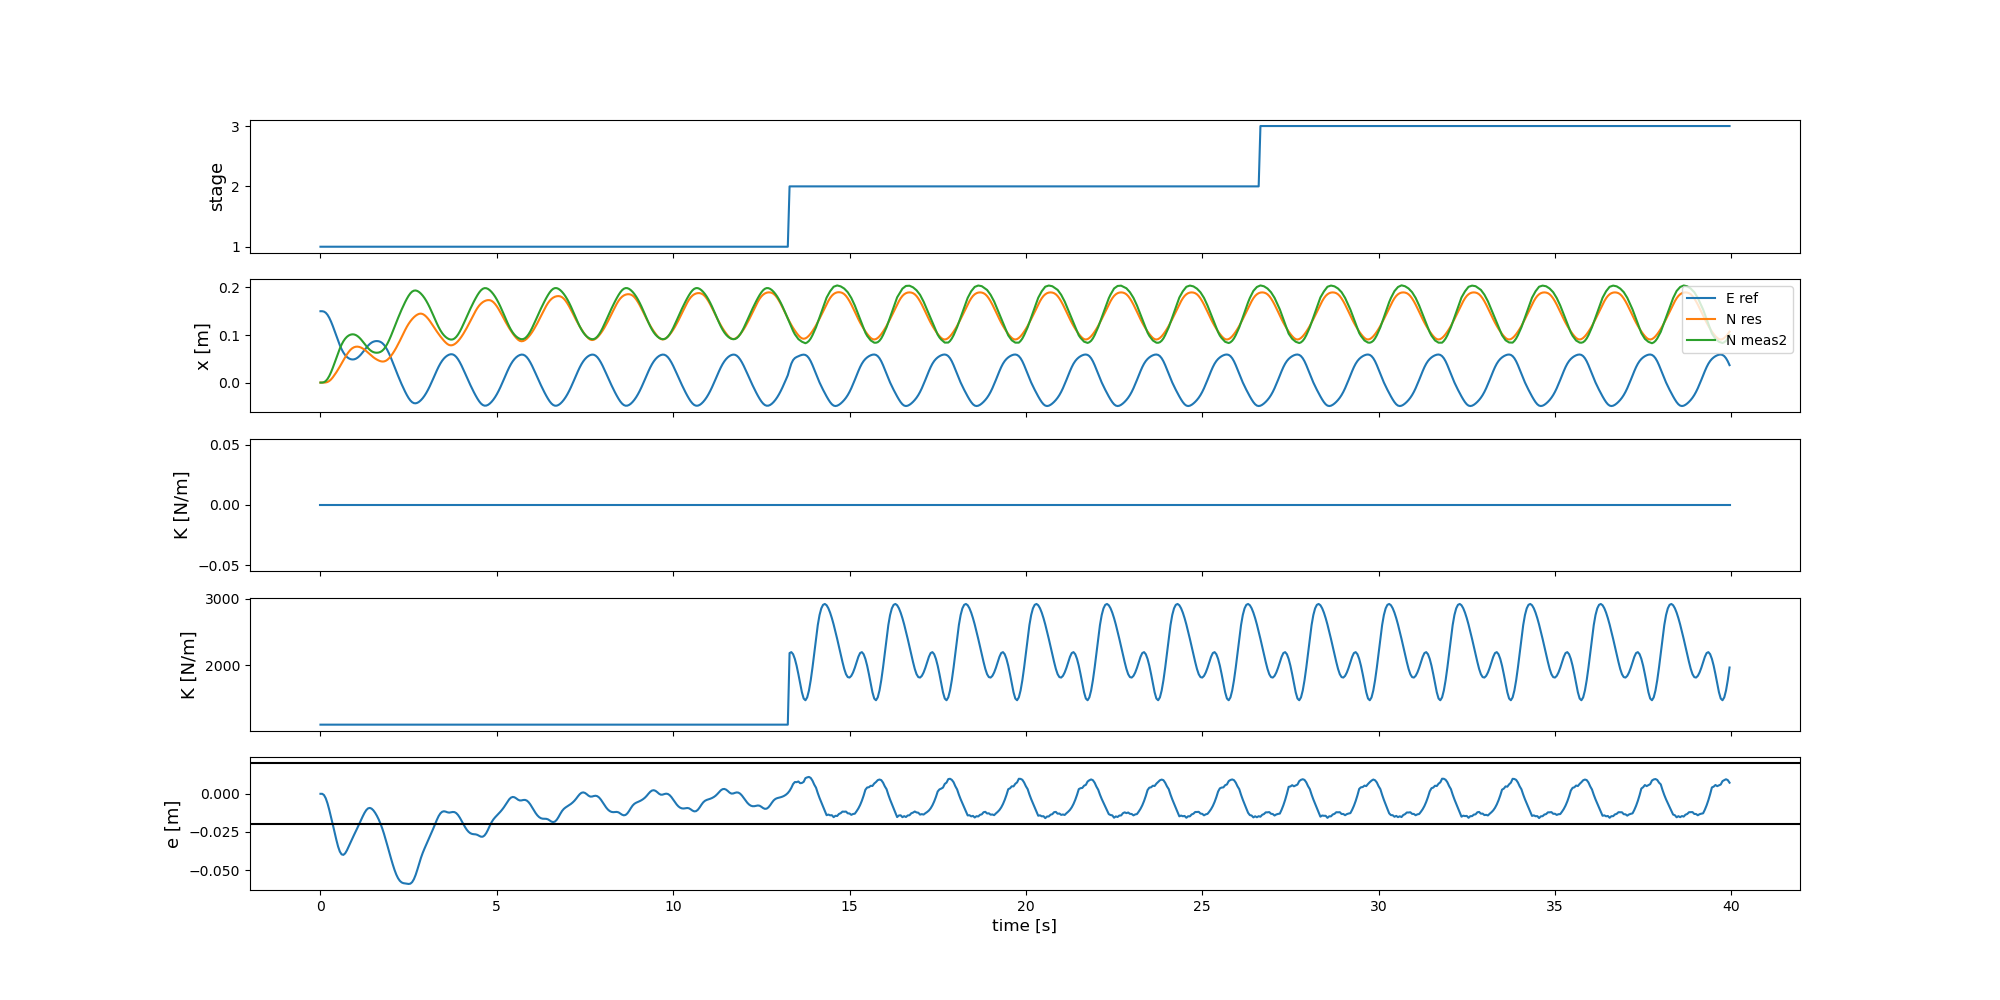 stage
3
2
1
x [m]
0.2
0.1
0.0
E ref
N res
N meas2
K [N/m]
0.05
0.00
−0.05
K [N/m]
3000
2000
e [m]
0.000
−0.025
−0.050
0 5 10 15 20 25 30 35 40
time [s]